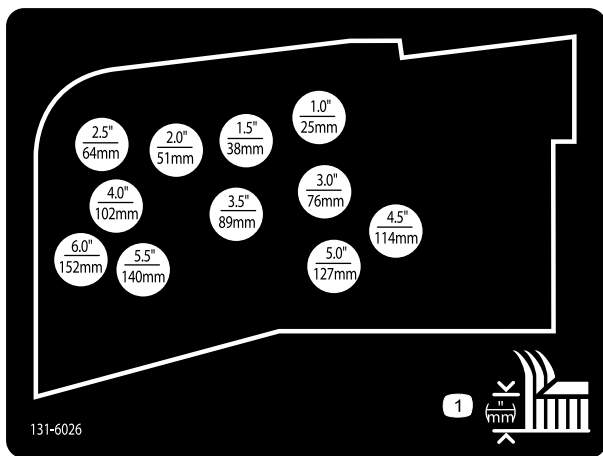 1.0"
25mm
2.5"
64mm
2.0"
51mm
1.5"
38mm
4.0"
102mm
3.5"
89mm
3.0"
76mm
4.5"
114mm
6.0"
152mm
5.5"
140mm
5.0"
127mm
1
"
(mm)
131-6026